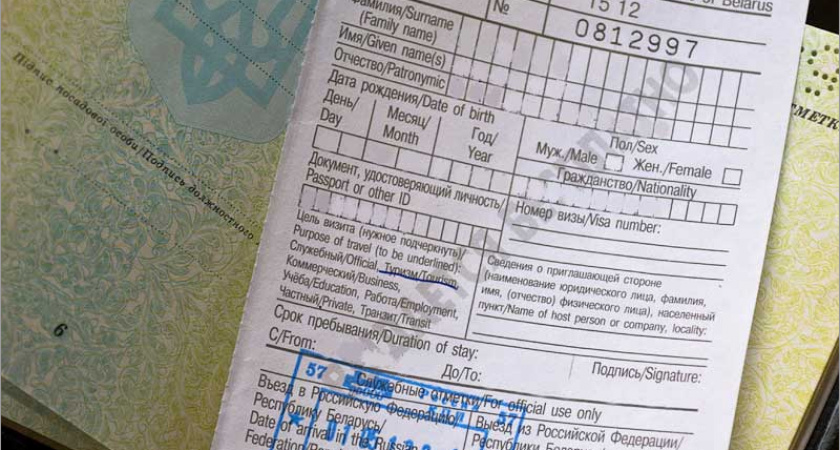 of Belarus
№
15 12
0812997
Фамилия/Surname
(Family name)
Имя/Given name(s)
Отчество/Patronymic
Дата рождения/Date of birth
День/
Day
Месяц/
Month
Год/
Year
Пол/Sex
Муж./Male
Жен./Female
Гражданство/Nationality
Документ, удостоверяющий личность/
Passport or other ID
Номер визы/Visa number:
Цель визита (нужное подчеркнуть)/
Purpose of travel (to be underlined):
Служебный/Official, Туризм/Tourism,
Коммерческий/Business,
Учёба/Education, Работа/Employment,
Частный/Private, Транзит/Transit
Сведения о приглашающей стороне
(наименование юридического лица, фамилия,
имя, (отчество) физического лица), населенный
пункт/Name of host person or company, locality:
Срок пребывания/Duration of stay:
С/From:
До/To:
Подпись/Signature:
Служебные отметки/For official use only
Въезд в Российскую Федерацию/
Республику Беларусь/
Date of arrival in the Russian
Federation/
Выезд из Российской Федерации/
Республики Беларусь/
57
57
Підпис посадової особи/Подпись должностного
6